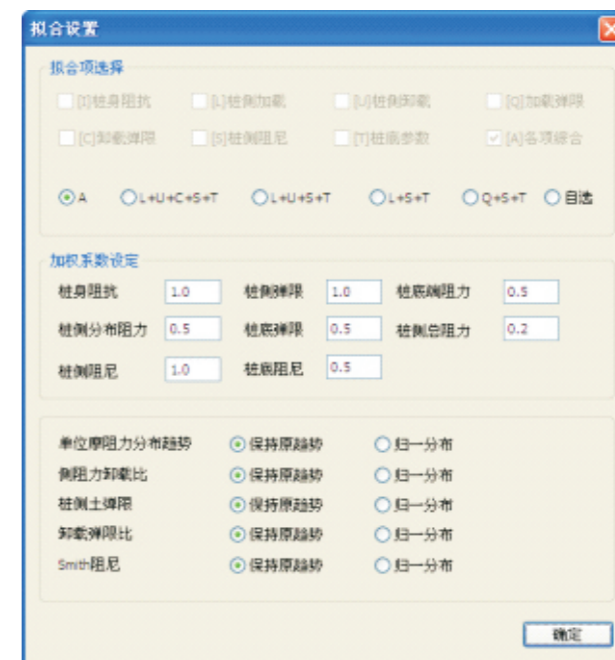 拟合设置
拟合项选择
[I]桩身阻抗 [L]桩侧加载 [U]桩侧卸载 [Q]加载弹限
[C]卸载弹限 [S]桩侧阻尼 [T]桩底参数 [A]各项综合
A L+U+C+S+T L+U+S+T L+S+T Q+S+T 自选
加权系数设定
桩身阻抗 1.0 桩侧弹限 1.0 桩底端阻力 0.5
桩侧分布阻力 0.5 桩底弹限 0.5 桩侧总阻力 0.2
桩侧阻尼 1.0 桩底阻尼 0.5
单位摩阻力分布趋势 保持原趋势 归一分布
侧阻力卸载比 保持原趋势 归一分布
桩侧土弹限 保持原趋势 归一分布
卸载弹限比 保持原趋势 归一分布
Smith阻尼 保持原趋势 归一分布
确定